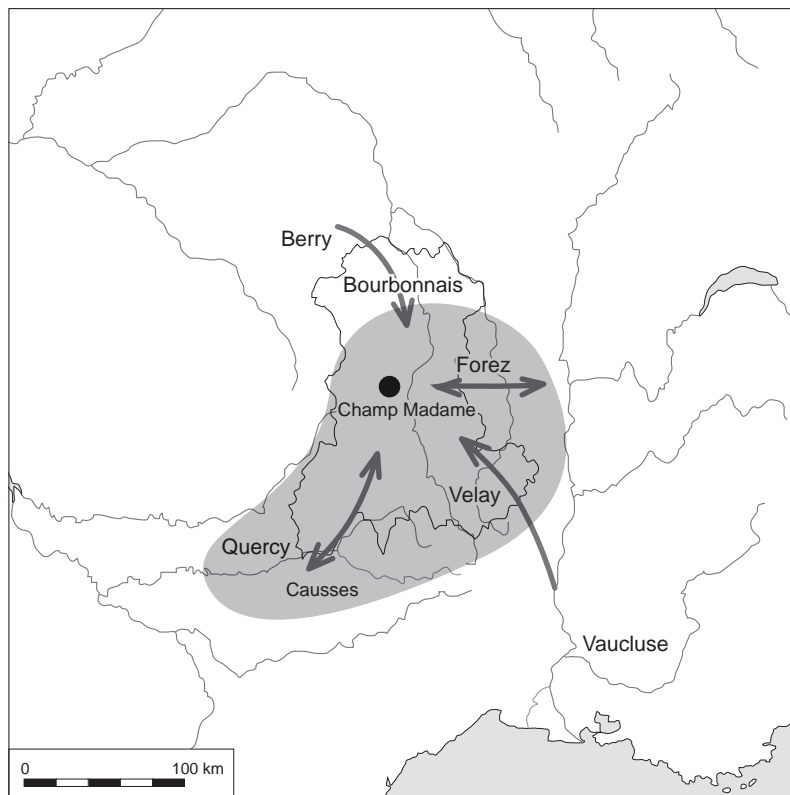 Berry
Bourbonnais
Forez
Champ Madame
Velay
Quercy
Causses
Vaucluse
0 100 km